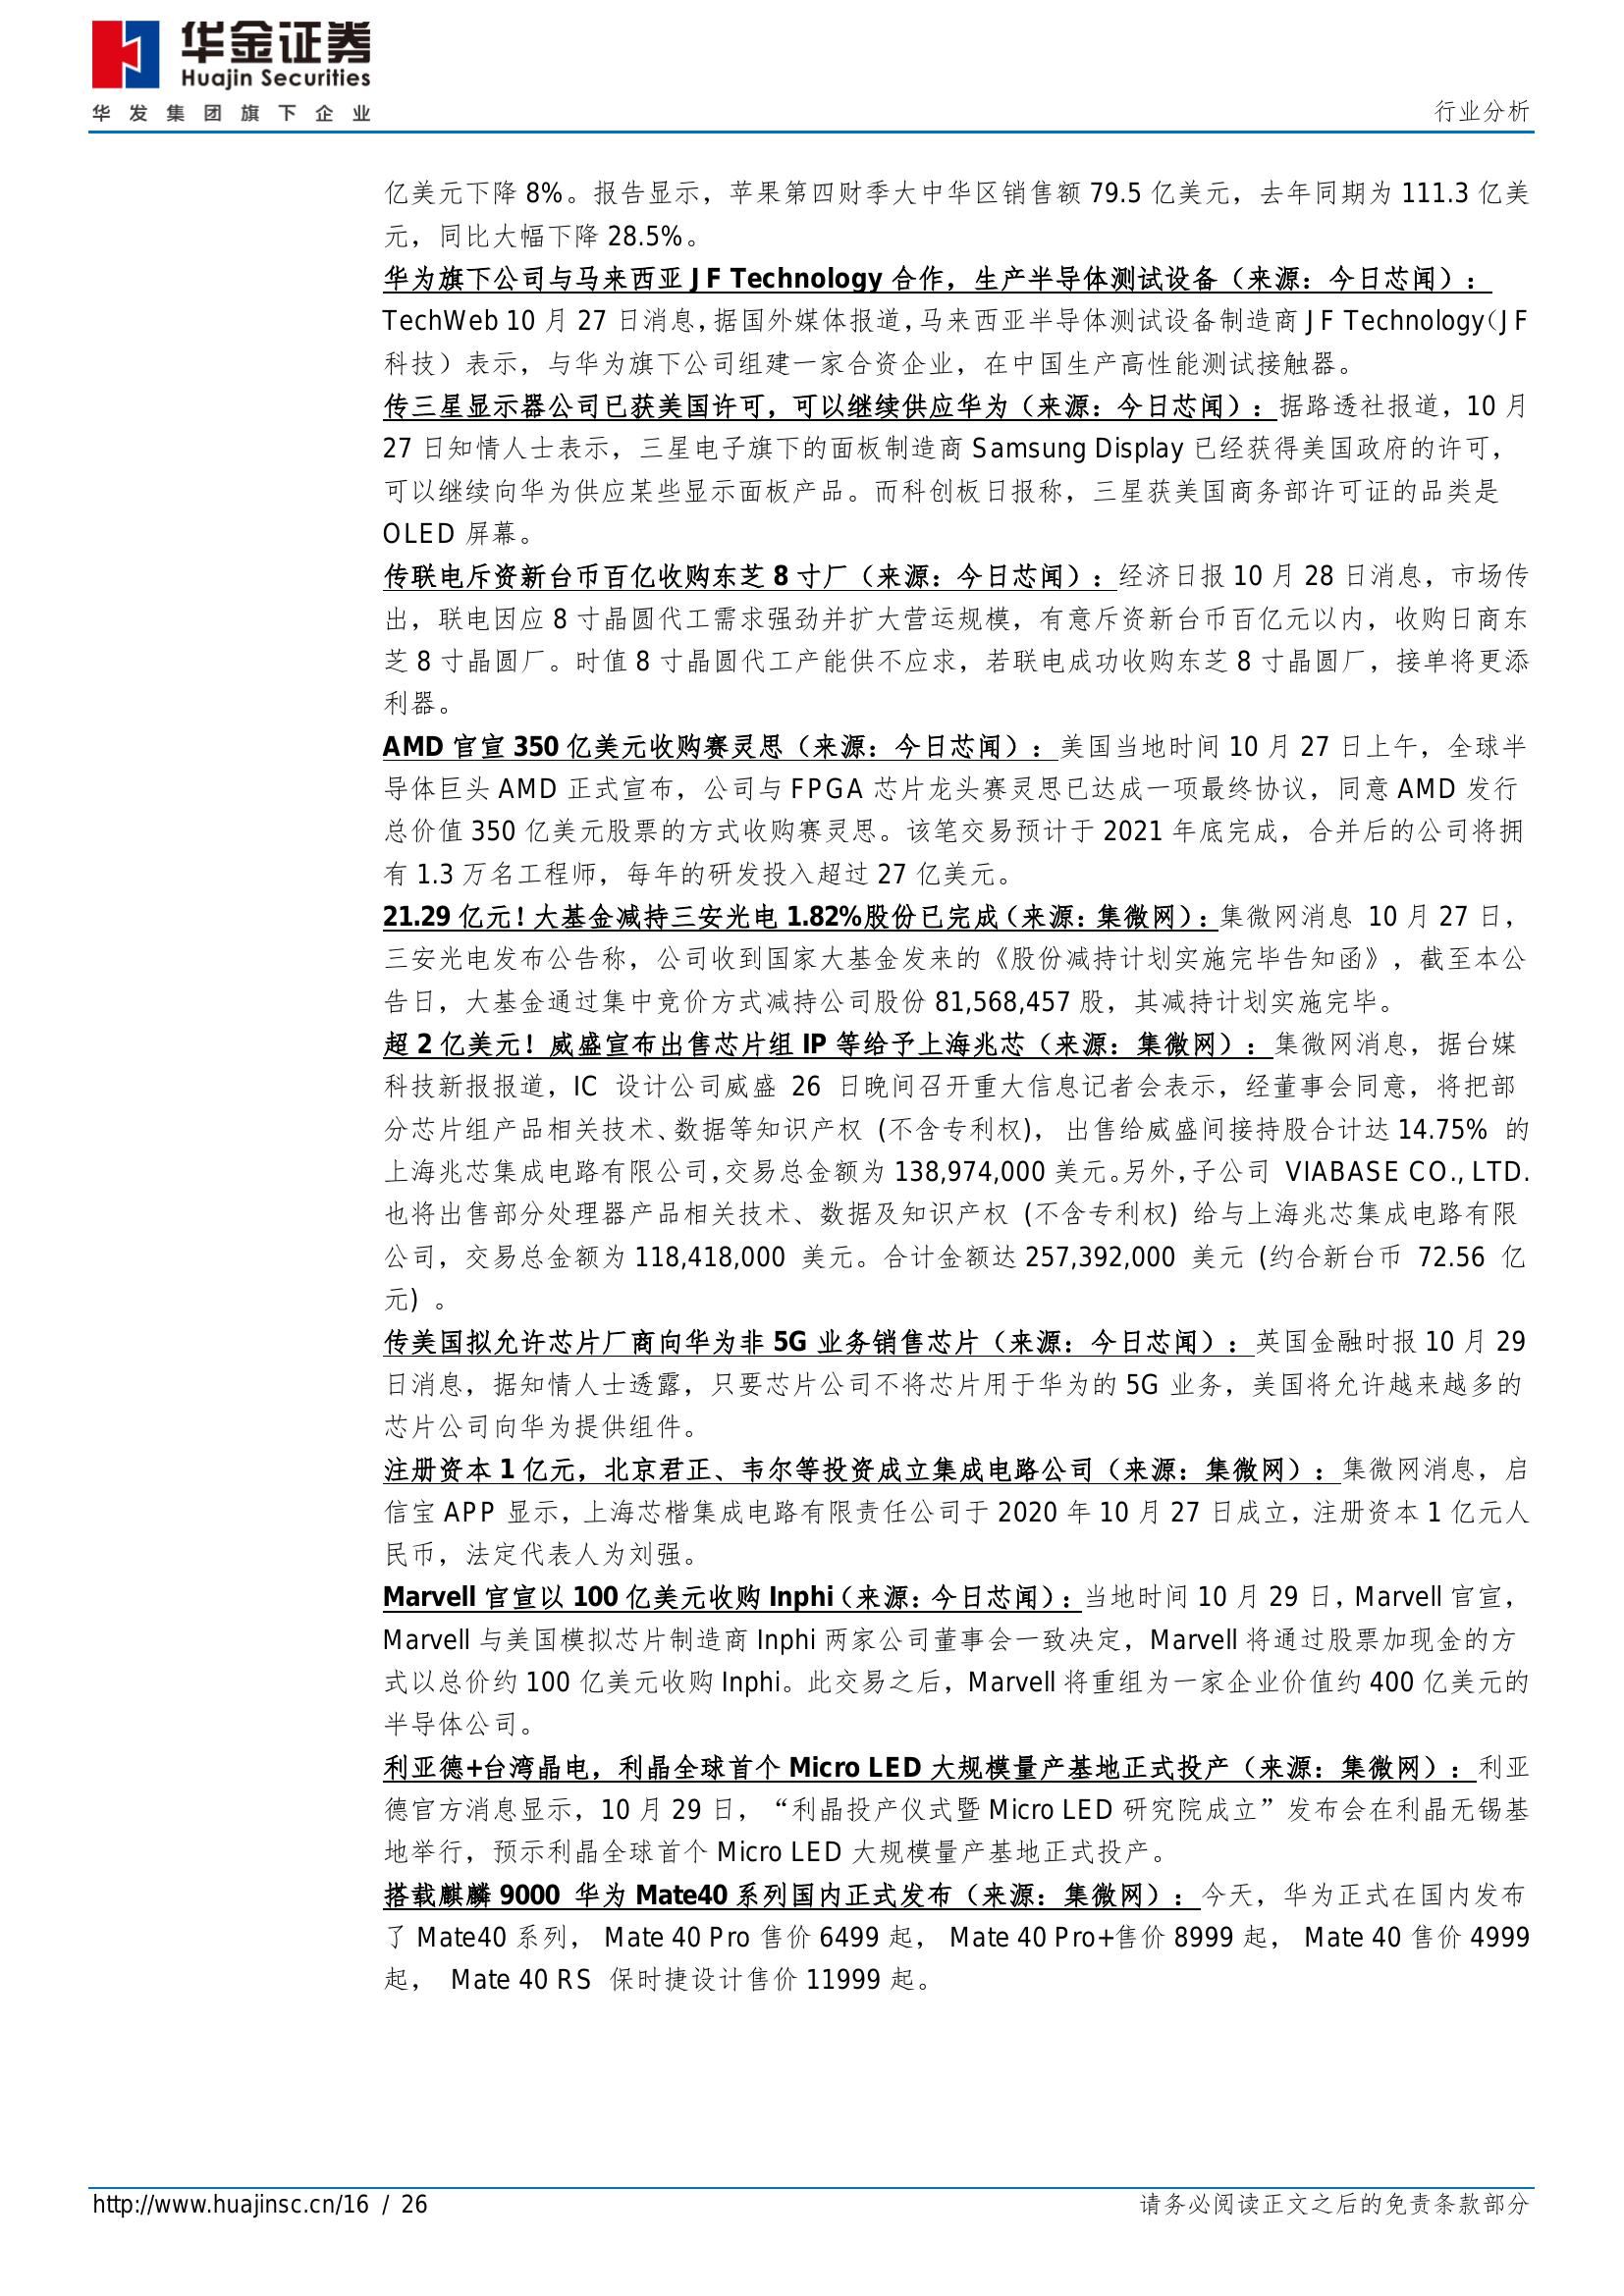 华金证券
Huajin Securities
华发集团旗下企业
行业分析
亿美元下降 8%。报告显示，苹果第四财季大中华区销售额 79.5 亿美元，去年同期为 111.3 亿美
元，同比大幅下降 28.5%。
华为旗下公司与马来西亚 JF Technology 合作，生产半导体测试设备（来源：今日芯闻）：
TechWeb 10 月 27 日消息，据国外媒体报道，马来西亚半导体测试设备制造商 JF Technology（JF
科技）表示，与华为旗下公司组建一家合资企业，在中国生产高性能测试接触器。
传三星显示器公司已获美国许可，可以继续供应华为（来源：今日芯闻）：据路透社报道，10 月
27 日知情人士表示，三星电子旗下的面板制造商 Samsung Display 已经获得美国政府的许可，
可以继续向华为供应某些显示面板产品。而科创板日报称，三星获美国商务部许可证的品类是
OLED 屏幕。
传联电斥资新台币百亿收购东芝 8 寸厂（来源：今日芯闻）：经济日报 10 月 28 日消息，市场传
出，联电因应 8 寸晶圆代工需求强劲并扩大营运规模，有意斥资新台币百亿元以内，收购日商东
芝 8 寸晶圆厂。时值 8 寸晶圆代工产能供不应求，若联电成功收购东芝 8 寸晶圆厂，接单将更添
利器。
AMD 官宣 350 亿美元收购赛灵思（来源：今日芯闻）：美国当地时间 10 月 27 日上午，全球半
导体巨头 AMD 正式宣布，公司与 FPGA 芯片龙头赛灵思已达成一项最终协议，同意 AMD 发行
总价值 350 亿美元股票的方式收购赛灵思。该笔交易预计于 2021 年底完成，合并后的公司将拥
有 1.3 万名工程师，每年的研发投入超过 27 亿美元。
21.29 亿元！大基金减持三安光电 1.82%股份已完成（来源：集微网）：集微网消息 10 月 27 日，
三安光电发布公告称，公司收到国家大基金发来的《股份减持计划实施完毕告知函》，截至本公
告日，大基金通过集中竞价方式减持公司股份 81,568,457 股，其减持计划实施完毕。
超 2 亿美元！威盛宣布出售芯片组 IP 等给予上海兆芯（来源：集微网）：集微网消息，据台媒
科技新报报道，IC 设计公司威盛 26 日晚间召开重大信息记者会表示，经董事会同意，将把部
分芯片组产品相关技术、数据等知识产权 (不含专利权)， 出售给威盛间接持股合计达 14.75% 的
上海兆芯集成电路有限公司，交易总金额为 138,974,000 美元。另外，子公司 VIABASE CO., LTD.
也将出售部分处理器产品相关技术、数据及知识产权 (不含专利权) 给与上海兆芯集成电路有限
公司，交易总金额为 118,418,000 美元。合计金额达 257,392,000 美元 (约合新台币 72.56 亿
元) 。
传美国拟允许芯片厂商向华为非 5G 业务销售芯片（来源：今日芯闻）：英国金融时报 10 月 29
日消息，据知情人士透露，只要芯片公司不将芯片用于华为的 5G 业务，美国将允许越来越多的
芯片公司向华为提供组件。
注册资本 1 亿元，北京君正、韦尔等投资成立集成电路公司（来源：集微网）：集微网消息，启
信宝 APP 显示，上海芯楷集成电路有限责任公司于 2020 年 10 月 27 日成立，注册资本 1 亿元人
民币，法定代表人为刘强。
Marvell 官宣以 100 亿美元收购 Inphi（来源：今日芯闻）：当地时间 10 月 29 日，Marvell 官宣，
Marvell 与美国模拟芯片制造商 Inphi 两家公司董事会一致决定，Marvell 将通过股票加现金的方
式以总价约 100 亿美元收购 Inphi。此交易之后，Marvell 将重组为一家企业价值约 400 亿美元的
半导体公司。
利亚德+台湾晶电，利晶全球首个 Micro LED 大规模量产基地正式投产（来源：集微网）：利亚
德官方消息显示，10 月 29 日，“利晶投产仪式暨 Micro LED 研究院成立”发布会在利晶无锡基
地举行，预示利晶全球首个 Micro LED 大规模量产基地正式投产。
搭载麒麟 9000 华为 Mate40 系列国内正式发布（来源：集微网）：今天，华为正式在国内发布
了 Mate40 系列， Mate 40 Pro 售价 6499 起， Mate 40 Pro+售价 8999 起， Mate 40 售价 4999
起， Mate 40 RS 保时捷设计售价 11999 起。
http://www.huajinsc.cn/16 / 26
请务必阅读正文之后的免责条款部分